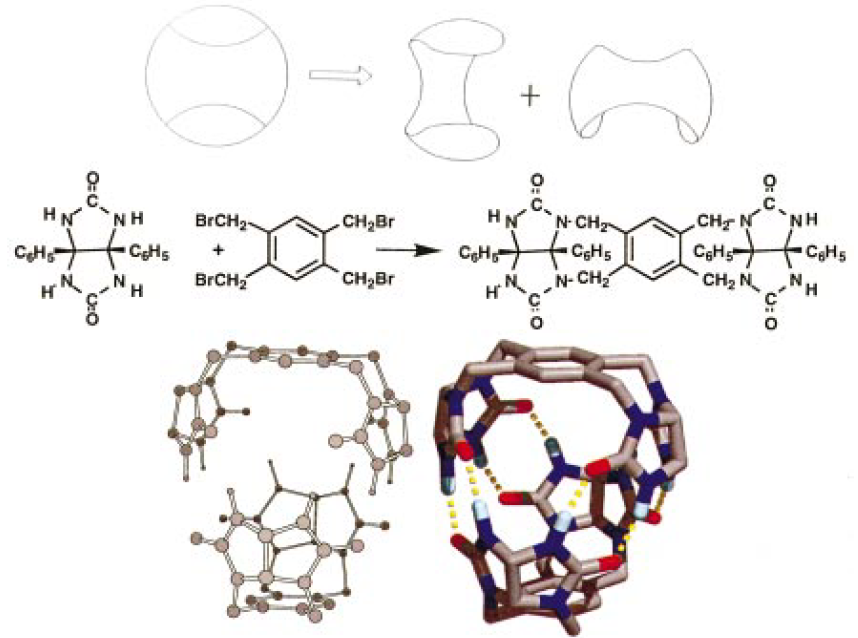 +
O
C
H N N H
C₆H₅ C₆H₅
H N N H
C
O
+
BrCH₂ CH₂Br
BrCH₂ CH₂Br
O
C
H N N CH₂ CH₂ N N H
C₆H₅ C₆H₅ C₆H₅ C₆H₅
H N N CH₂ CH₂ N N H
C C
O O